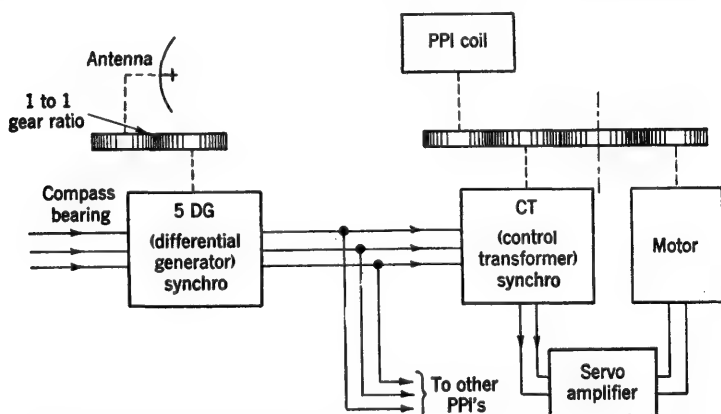 PPI coil
Antenna
1 to 1
gear ratio
Compass
bearing
5 DG
(differential
generator)
synchro
CT
(control
transformer)
synchro
Motor
Servo
amplifier
To other
PPI's